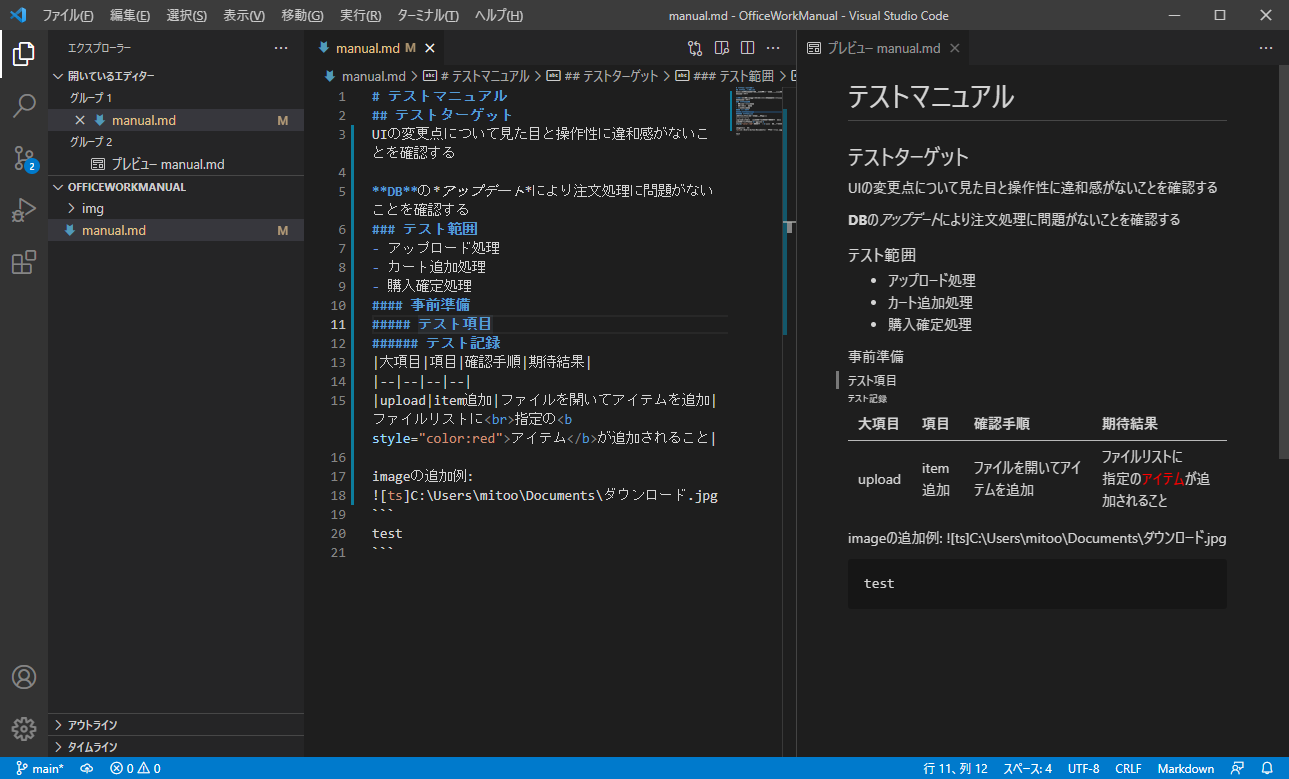 ファイル(F) 編集(E) 選択(S) 表示(V) 移動(G) 実行(R) ターミナル(T) ヘルプ(H) manual.md - OfficeWorkManual - Visual Studio Code
エクスプローラー
開いているエディター
グループ 1
manual.md M
グループ 2
プレビュー manual.md
OFFICEWORKMANUAL
img
manual.md M
アウトライン
タイムライン
2
manual.md M
manual.md > # テストマニュアル > ## テストターゲット > ### テスト範囲 >
1 # テストマニュアル
2 ## テストターゲット
3 UIの変更点について見た目と操作性に違和感がないこ
とを確認する
4
5 **DB**の*アップデート*により注文処理に問題がない
ことを確認する
6 ### テスト範囲
7 - アップロード処理
8 - カート追加処理
9 - 購入確定処理
10 #### 事前準備
11 ##### テスト項目
12 ###### テスト記録
13 |大項目|項目|確認手順|期待結果|
14 |--|--|--|--|
15 |upload|item追加|ファイルを開いてアイテムを追加|
ファイルリストに<br>指定の<b
style="color:red">アイテム</b>が追加されること|
16
17 imageの追加例:
18 ![ts]C:\Users\mitoo\Documents\ダウンロード.jpg
19 ```
20 test
21 ```
プレビュー manual.md
テストマニュアル
テストターゲット
UIの変更点について見た目と操作性に違和感がないことを確認する
DBのアップデートにより注文処理に問題がないことを確認する
テスト範囲
• アップロード処理
• カート追加処理
• 購入確定処理
事前準備
テスト項目
テスト記録
大項目 項目 確認手順 期待結果
upload item
追加 ファイルを開いてアイ
テムを追加 ファイルリストに
指定のアイテムが追
加されること
imageの追加例: ![ts]C:\Users\mitoo\Documents\ダウンロード.jpg
test
main* 0 0 行 11、列 12 スペース: 4 UTF-8 CRLF Markdown